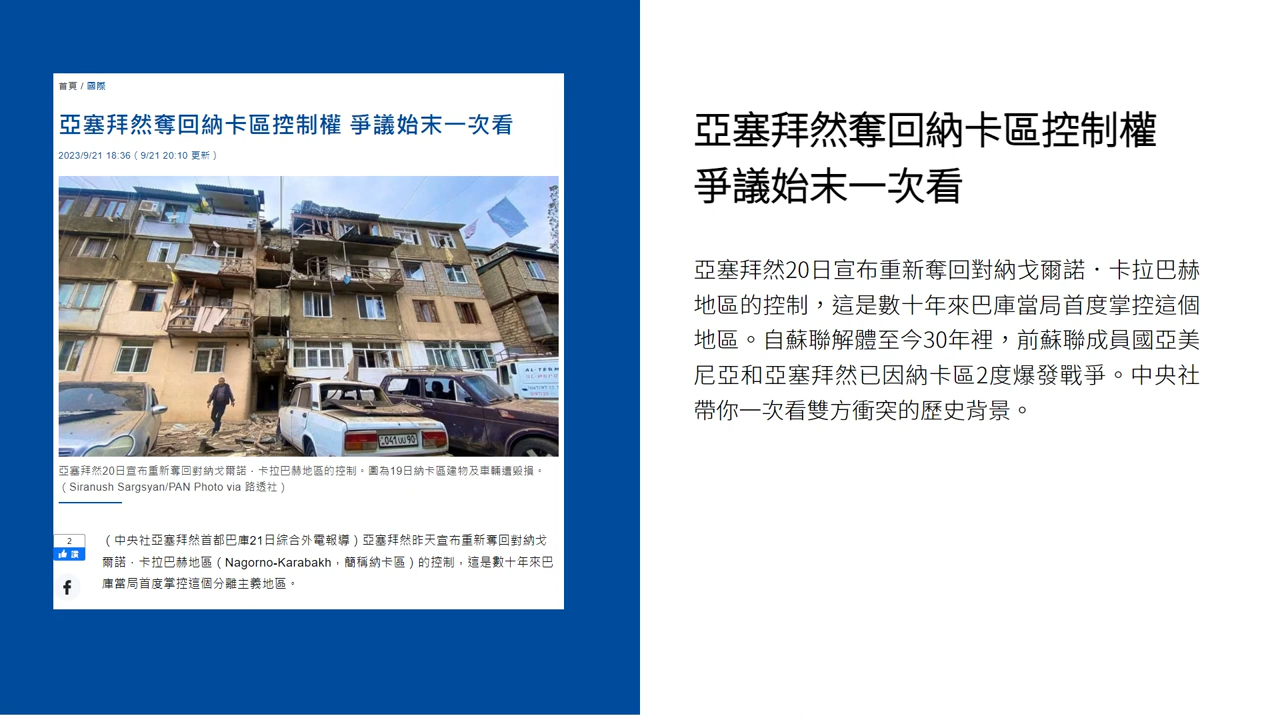 首頁 / 國際
亞塞拜然奪回納卡區控制權 爭議始末一次看
2023/9/21 18:36（9/21 20:10 更新）
041 UU 90
亞塞拜然20日宣布重新奪回對納戈爾諾．卡拉巴赫地區的控制。圖為19日納卡區建物及車輛遭毀損。
（Siranush Sargsyan/PAN Photo via 路透社）
2
讚
（中央社亞塞拜然首都巴庫21日綜合外電報導）亞塞拜然昨天宣布重新奪回對納戈
爾諾．卡拉巴赫地區（Nagorno-Karabakh，簡稱納卡區）的控制，這是數十年來巴
庫當局首度掌控這個分離主義地區。
亞塞拜然奪回納卡區控制權
爭議始末一次看
亞塞拜然20日宣布重新奪回對納戈爾諾．卡拉巴赫
地區的控制，這是數十年來巴庫當局首度掌控這個
地區。自蘇聯解體至今30年裡，前蘇聯成員國亞美
尼亞和亞塞拜然已因納卡區2度爆發戰爭。中央社
帶你一次看雙方衝突的歷史背景。